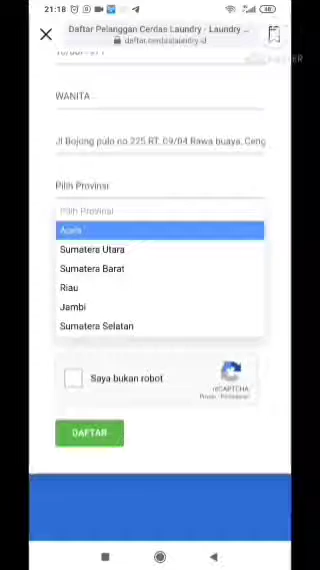 21:18
Daftar Pelanggan Cerdas Laundry - Laundry ...
daftar.cerdaslaundry.id
WANITA
Jl Bojong pulo no 225 RT. 09/04 Rawa buaya, Ceng
Pilih Provinsi
Pilih Provinsi
Aceh
Sumatera Utara
Sumatera Barat
Riau
Jambi
Sumatera Selatan
Saya bukan robot
reCAPTCHA
DAFTAR